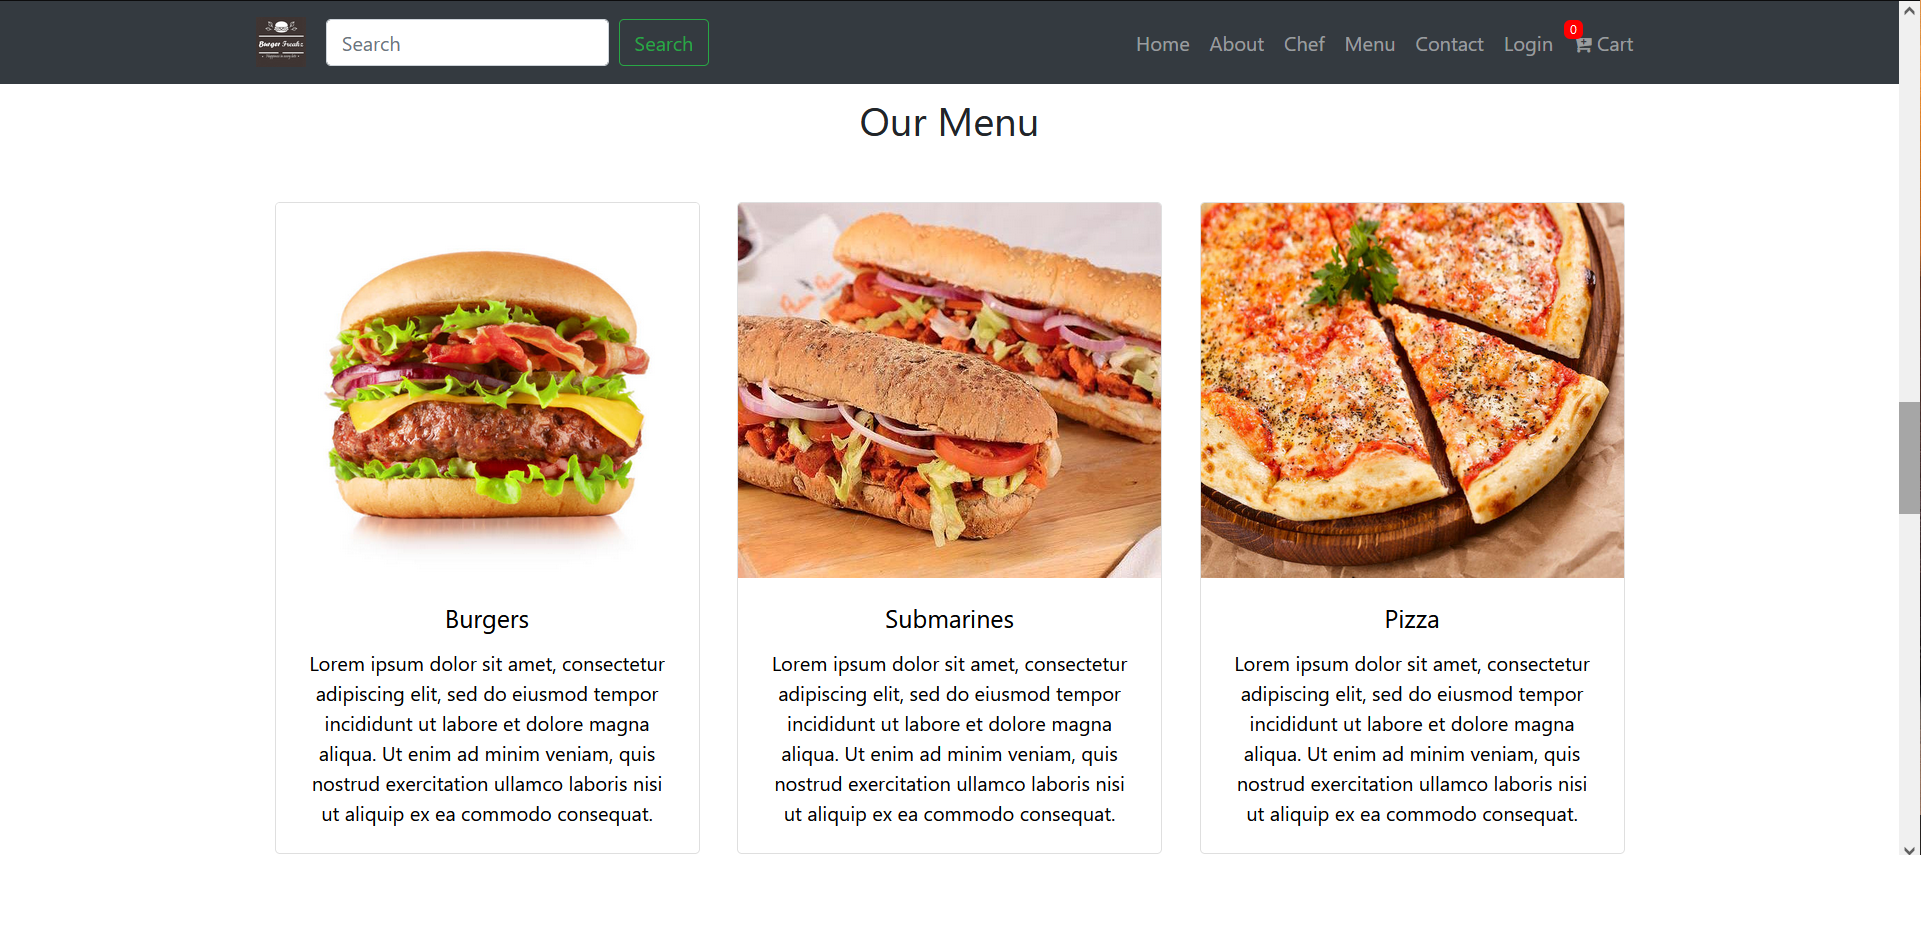 Burger Freaks
Search
Search
Home About Chef Menu Contact Login 0 Cart
Our Menu
Burgers
Lorem ipsum dolor sit amet, consectetur
adipiscing elit, sed do eiusmod tempor
incididunt ut labore et dolore magna
aliqua. Ut enim ad minim veniam, quis
nostrud exercitation ullamco laboris nisi
ut aliquip ex ea commodo consequat.
Submarines
Lorem ipsum dolor sit amet, consectetur
adipiscing elit, sed do eiusmod tempor
incididunt ut labore et dolore magna
aliqua. Ut enim ad minim veniam, quis
nostrud exercitation ullamco laboris nisi
ut aliquip ex ea commodo consequat.
Pizza
Lorem ipsum dolor sit amet, consectetur
adipiscing elit, sed do eiusmod tempor
incididunt ut labore et dolore magna
aliqua. Ut enim ad minim veniam, quis
nostrud exercitation ullamco laboris nisi
ut aliquip ex ea commodo consequat.